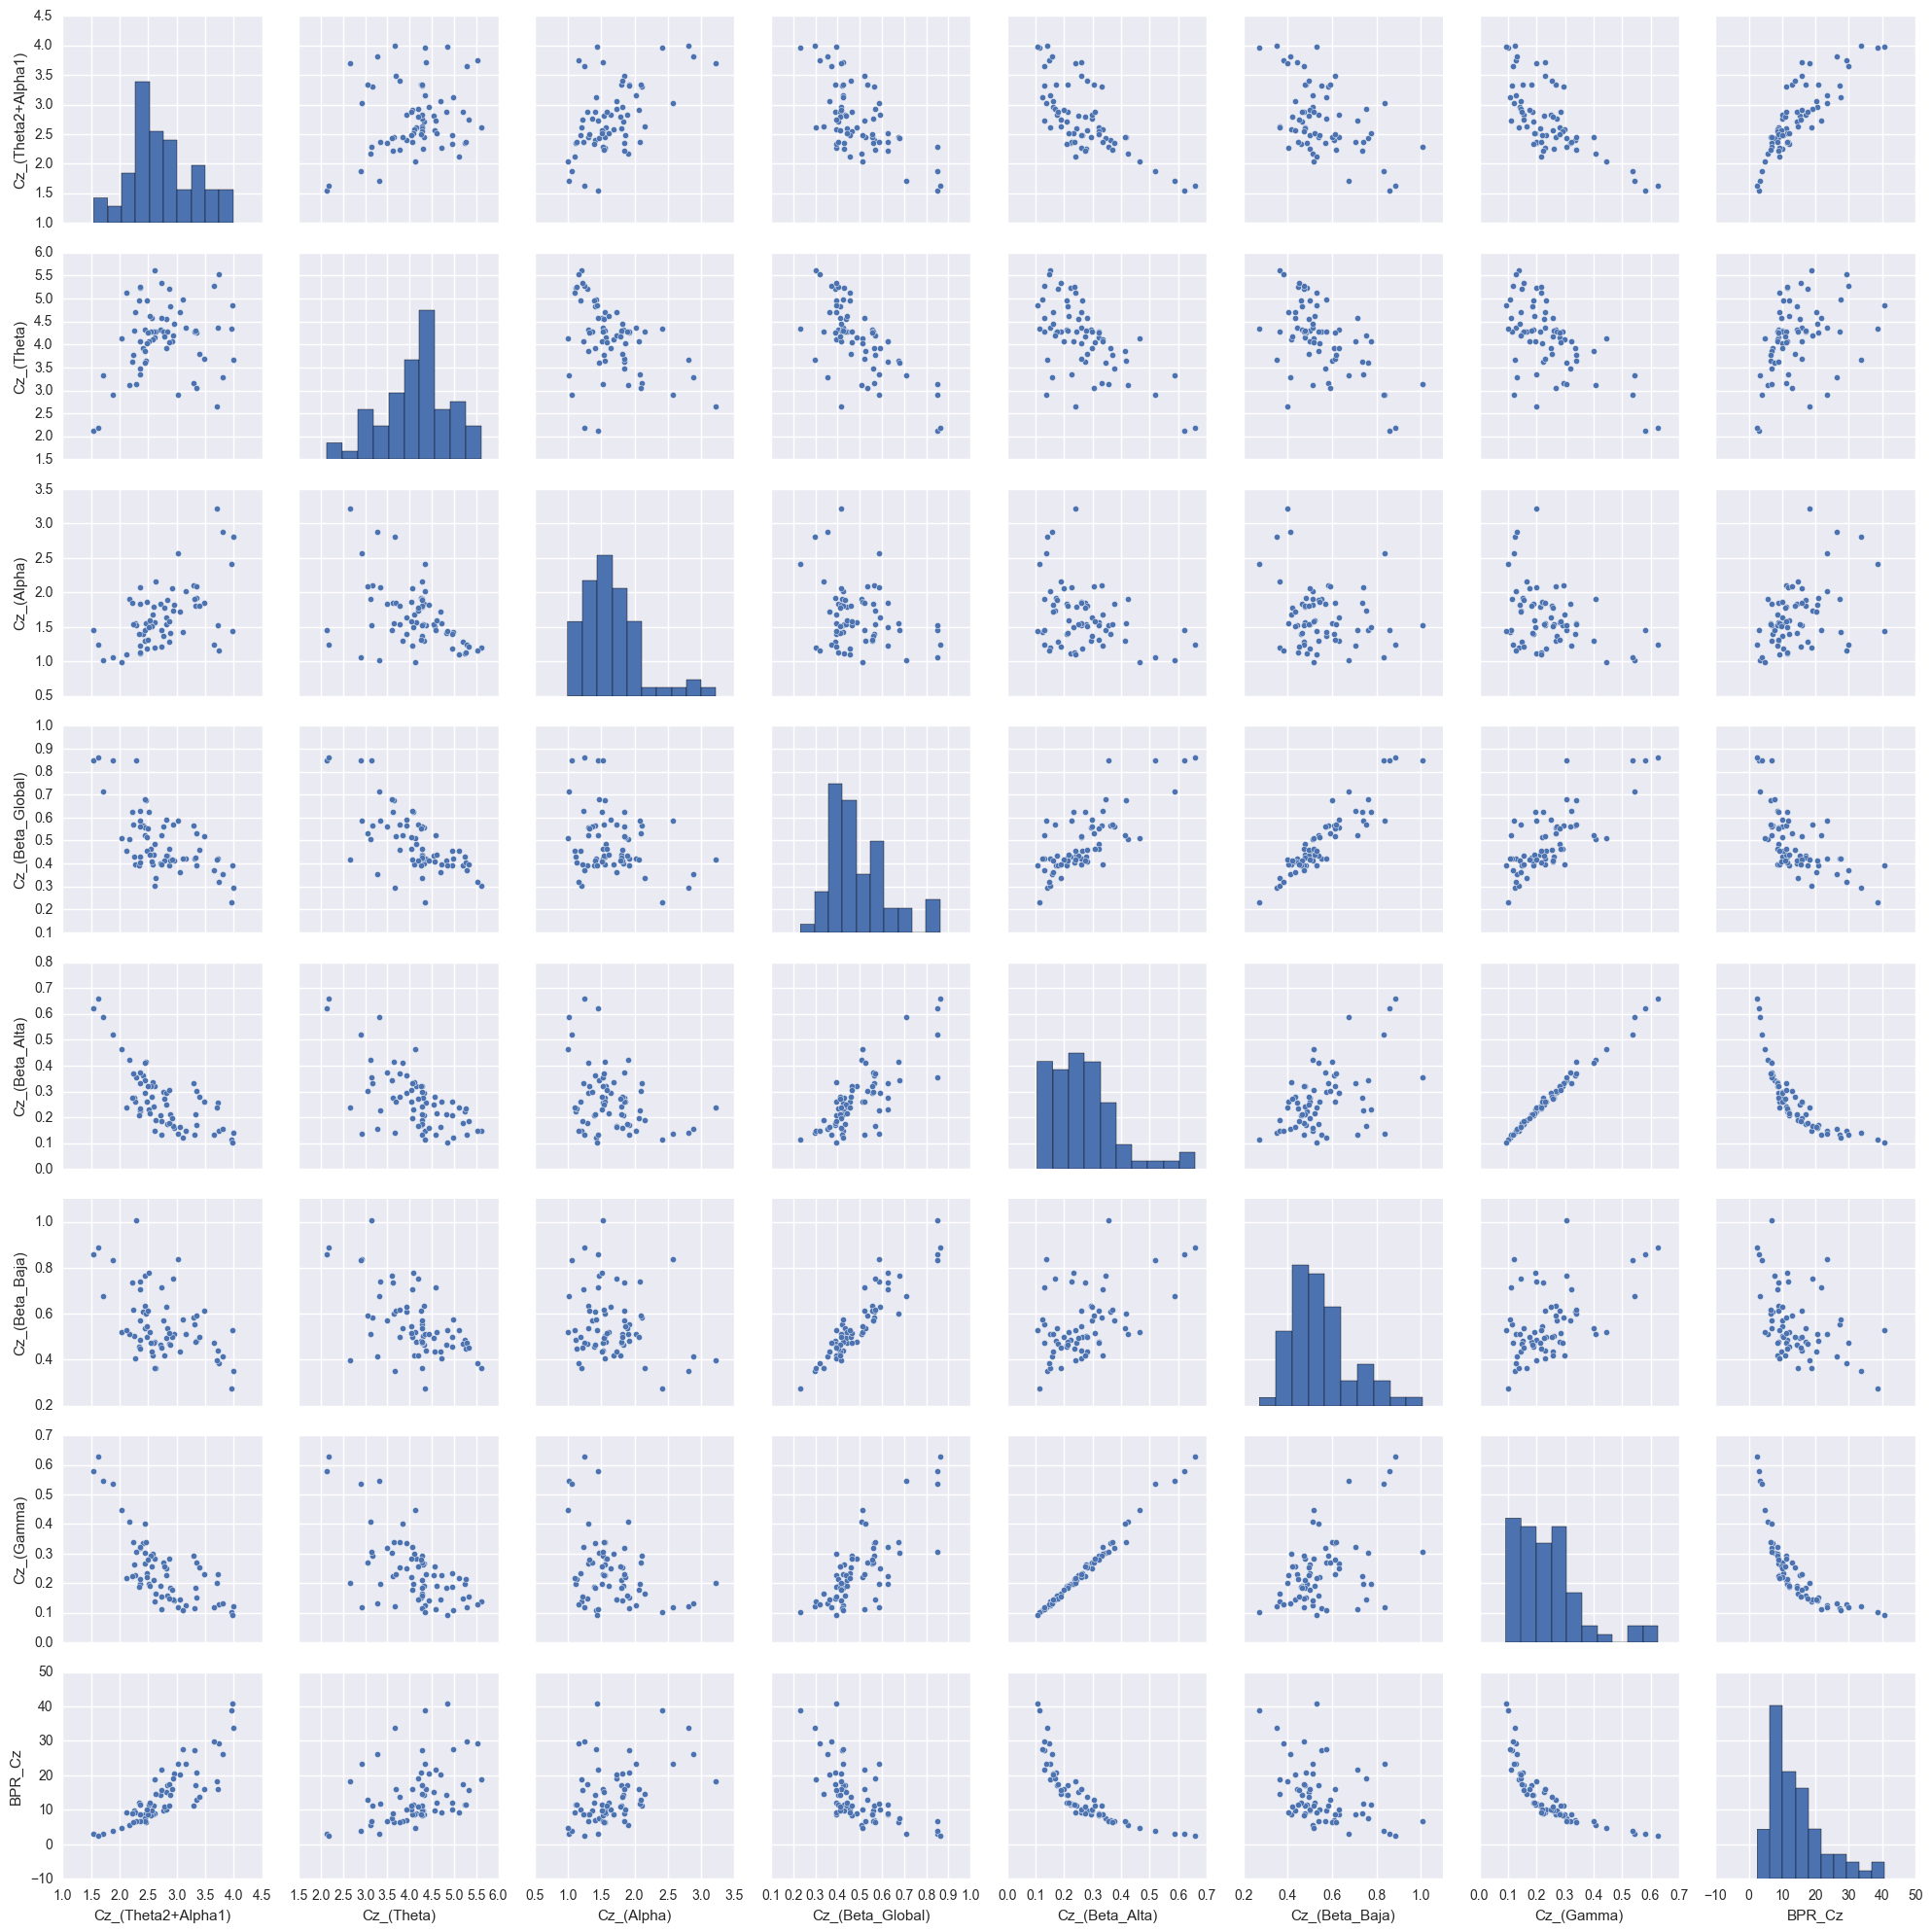 4.5
4.0
3.5
3.0
2.5
2.0
1.5
1.0
Cz_(Theta2+Alpha1)
6.0
5.5
5.0
4.5
4.0
3.5
3.0
2.5
2.0
1.5
Cz_(Theta)
3.5
3.0
2.5
2.0
1.5
1.0
0.5
Cz_(Alpha)
1.0
0.9
0.8
0.7
0.6
0.5
0.4
0.3
0.2
0.1
Cz_(Beta_Global)
0.8
0.7
0.6
0.5
0.4
0.3
0.2
0.1
0.0
Cz_(Beta_Alta)
1.0
0.8
0.6
0.4
0.2
Cz_(Beta_Baja)
0.7
0.6
0.5
0.4
0.3
0.2
0.1
0.0
Cz_(Gamma)
50
40
30
20
10
0
−10
BPR_Cz
1.0 1.5 2.0 2.5 3.0 3.5 4.0 4.5
1.5 2.0 2.5 3.0 3.5 4.0 4.5 5.0 5.5 6.0
0.5 1.0 1.5 2.0 2.5 3.0 3.5
0.1 0.2 0.3 0.4 0.5 0.6 0.7 0.8 0.9 1.0
0.0 0.1 0.2 0.3 0.4 0.5 0.6 0.7
0.2 0.4 0.6 0.8 1.0
0.0 0.1 0.2 0.3 0.4 0.5 0.6 0.7
−10 0 10 20 30 40 50
Cz_(Theta2+Alpha1)
Cz_(Theta)
Cz_(Alpha)
Cz_(Beta_Global)
Cz_(Beta_Alta)
Cz_(Beta_Baja)
Cz_(Gamma)
BPR_Cz